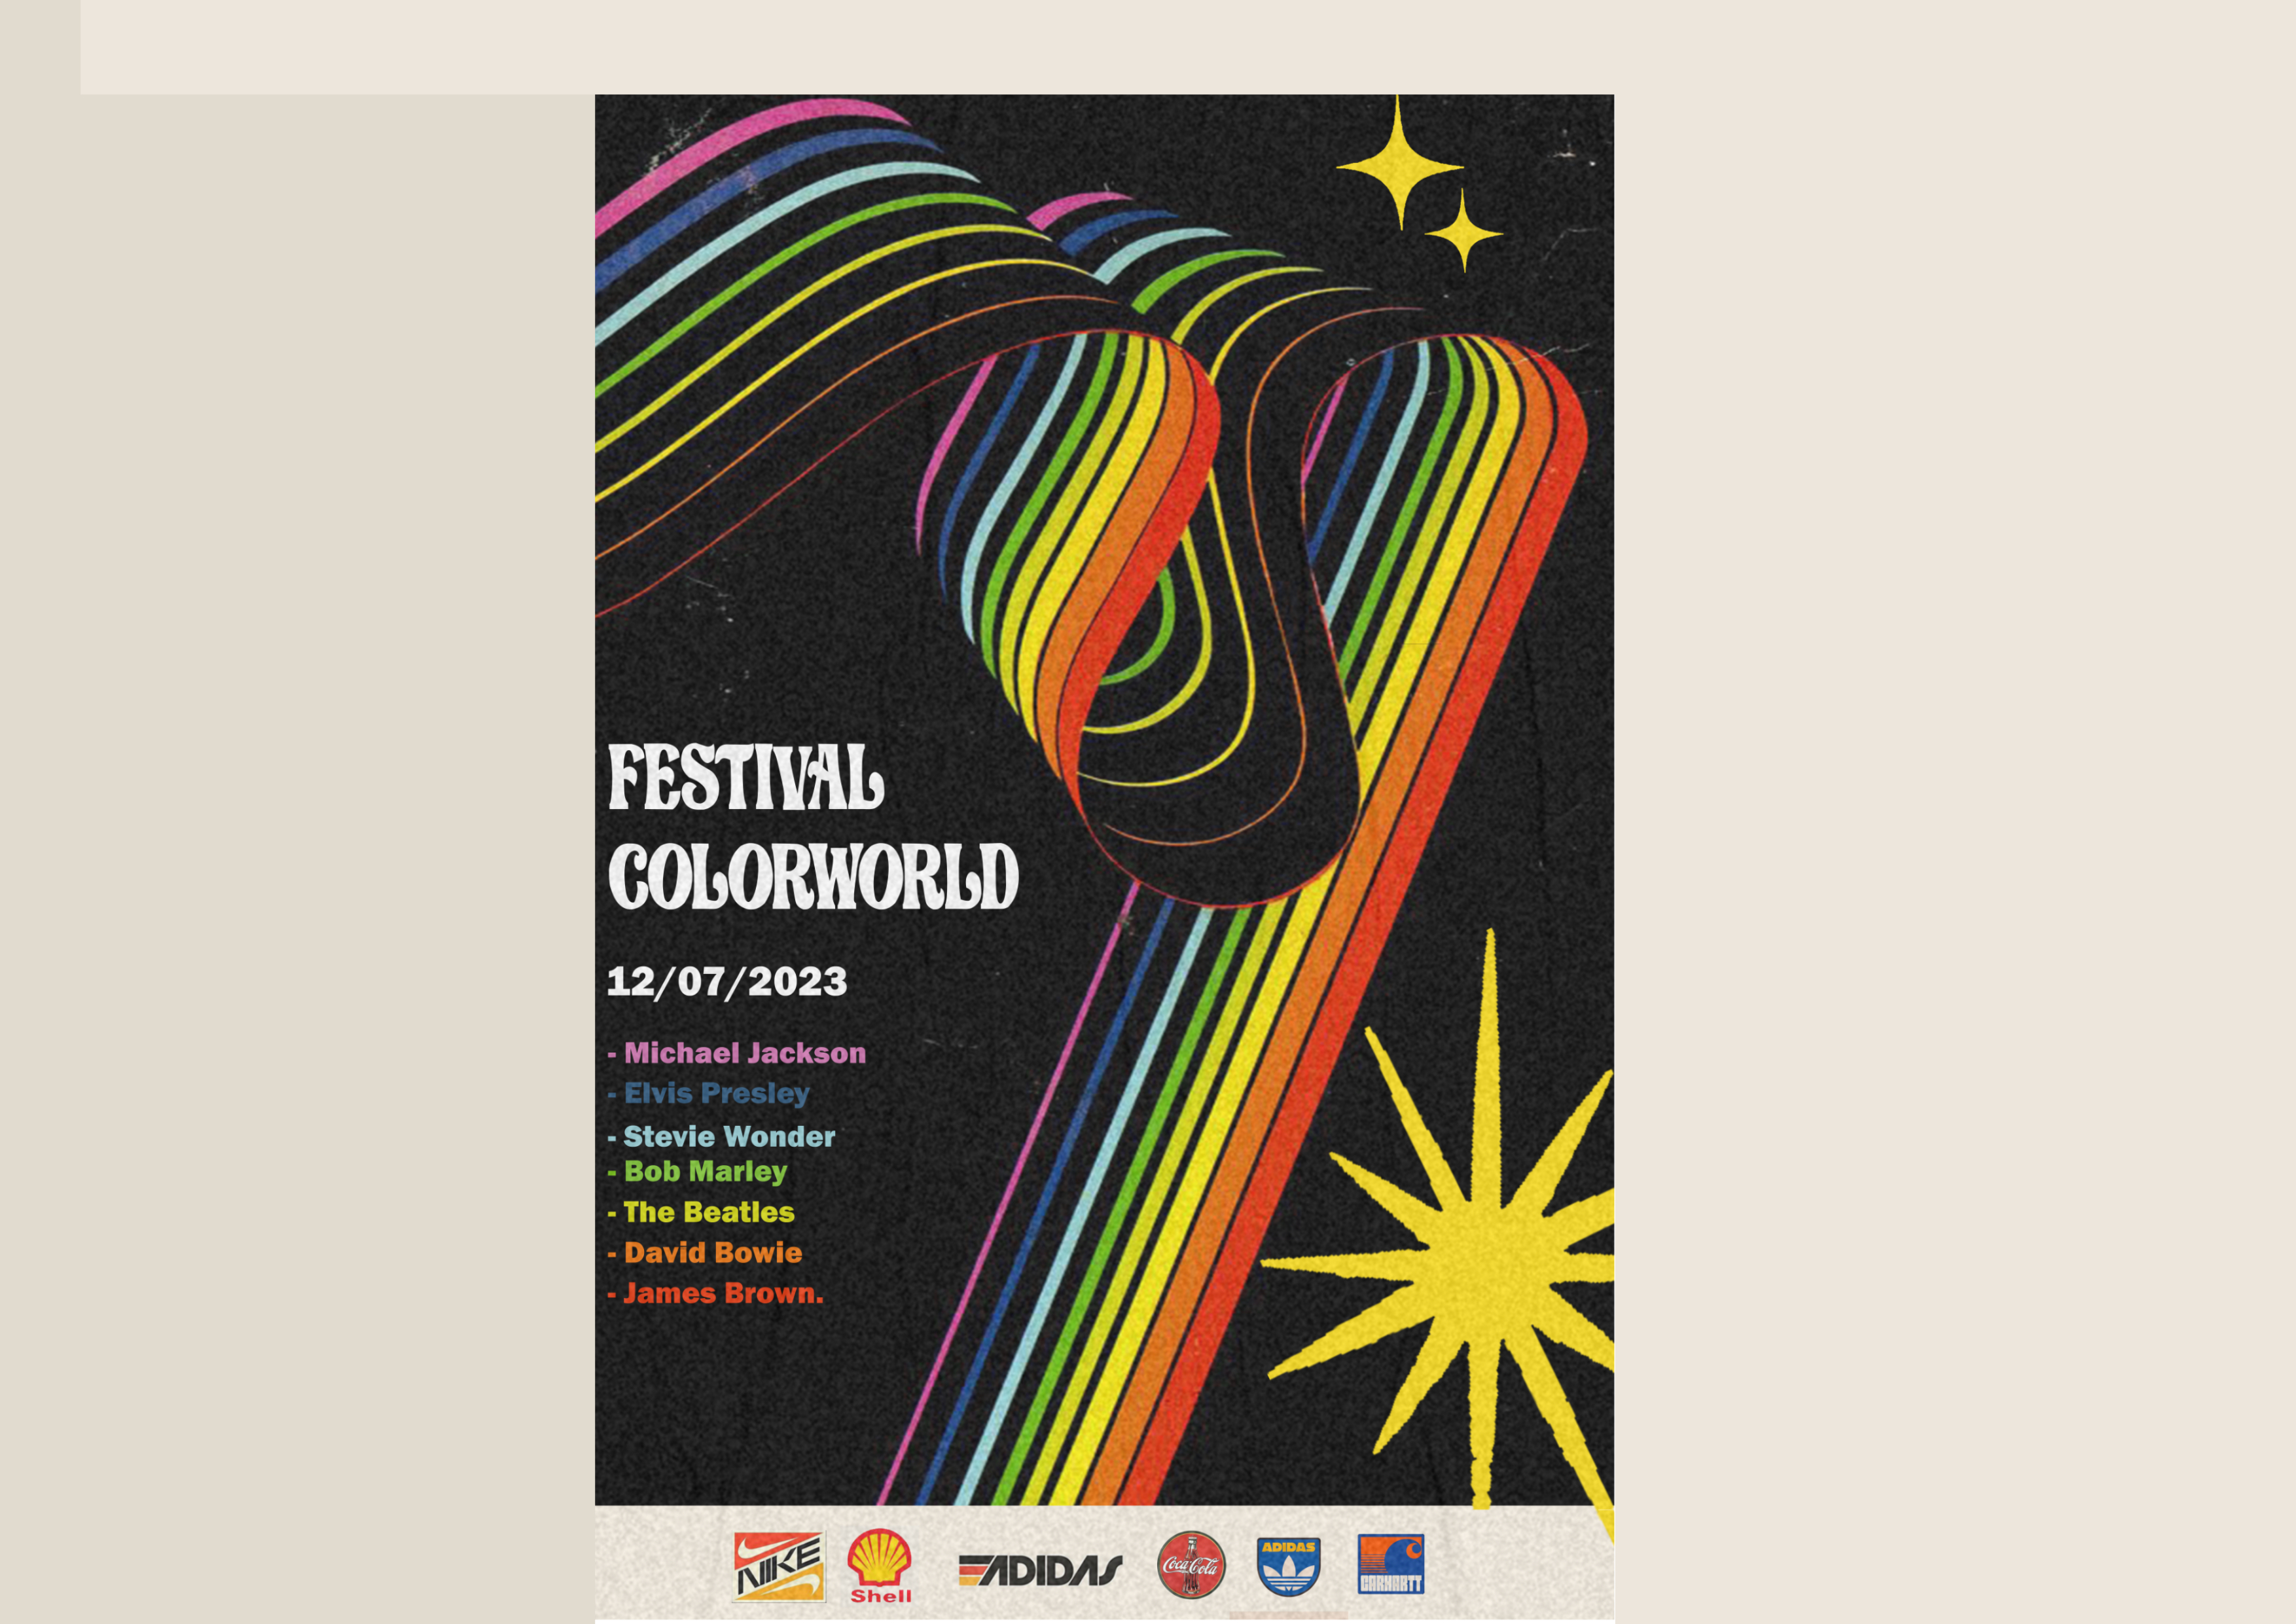 FESTIVAL
COLORWORLD
12/07/2023
- Michael Jackson
- Elvis Presley
- Stevie Wonder
- Bob Marley
- The Beatles
- David Bowie
- James Brown.
NIKE
Shell
ADIDAS
Coca-Cola
ADIDAS
CARHARTT